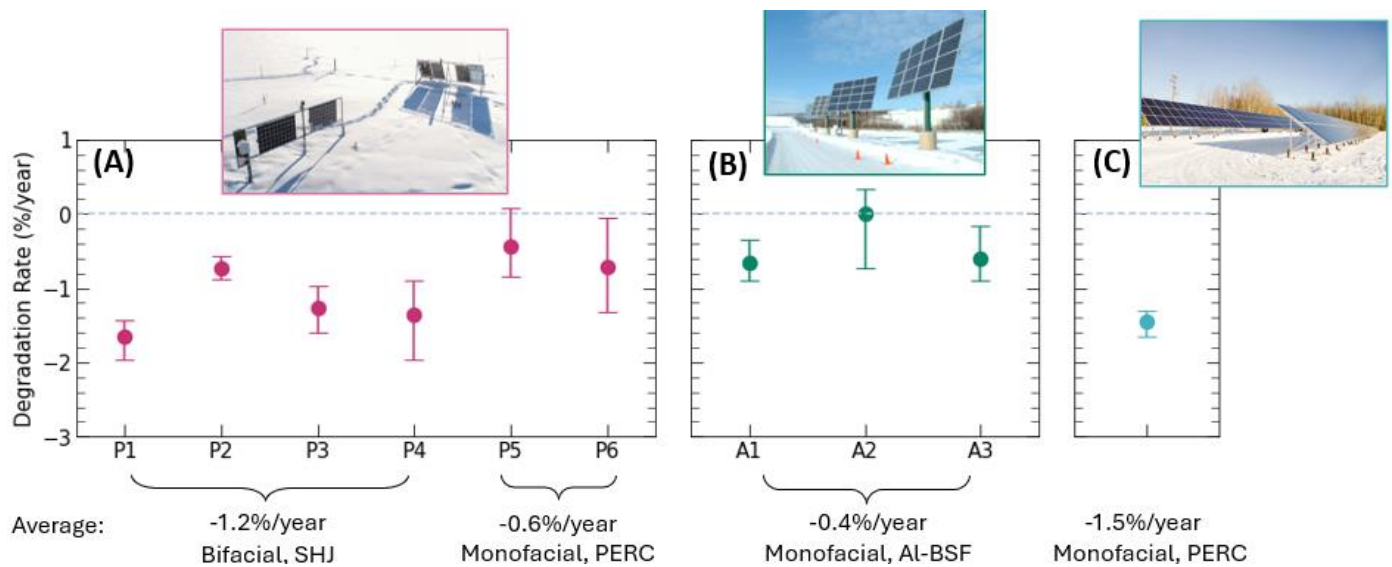 (A)
(B)
(C)
Degradation Rate (%/year)
1
0
−1
−2
−3
P1 P2 P3 P4 P5 P6
A1 A2 A3
Average:
-1.2%/year
Bifacial, SHJ
-0.6%/year
Monofacial, PERC
-0.4%/year
Monofacial, Al-BSF
-1.5%/year
Monofacial, PERC